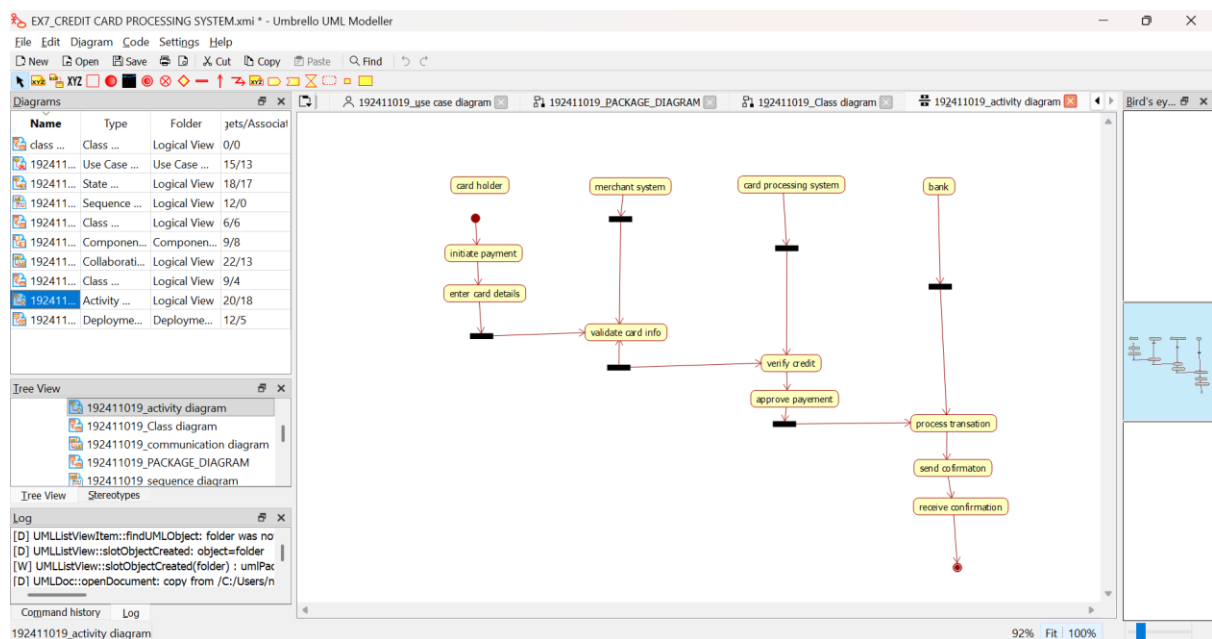 EX7_CREDIT CARD PROCESSING SYSTEM.xmi * - Umbrello UML Modeller
File Edit Diagram Code Settings Help
New Open Save Cut Copy Paste Find
XYZ XYZ XYZ
Diagrams
192411019_use case diagram 192411019_PACKAGE_DIAGRAM 192411019_Class diagram 192411019_activity diagram
Bird's ey...
Name Type Folder gets/Associat
class ... Class ... Logical View 0/0
192411... Use Case ... Use Case ... 15/13
192411... State ... Logical View 18/17
192411... Sequence ... Logical View 12/0
192411... Class ... Logical View 6/6
192411... Componen... Componen... 9/8
192411... Collaborati... Logical View 22/13
192411... Class ... Logical View 9/4
192411... Activity ... Logical View 20/18
192411... Deployme... Deployme... 12/5
Tree View
192411019_activity diagram
192411019_Class diagram
192411019_communication diagram
192411019_PACKAGE_DIAGRAM
192411019_sequence diagram
Tree View Stereotypes
Log
[D] UMLListViewItem::findUMLObject: folder was no
[D] UMLListView::slotObjectCreated: object=folder
[W] UMLListView::slotObjectCreated(folder) : umlPac
[D] UMLDoc::openDocument: copy from /C:/Users/n
Command history Log
192411019_activity diagram
card holder
merchant system
card processing system
bank
initiate payment
enter card details
validate card info
verify credit
approve payement
process transation
send cofirmaton
receive confirmation
92% Fit 100%